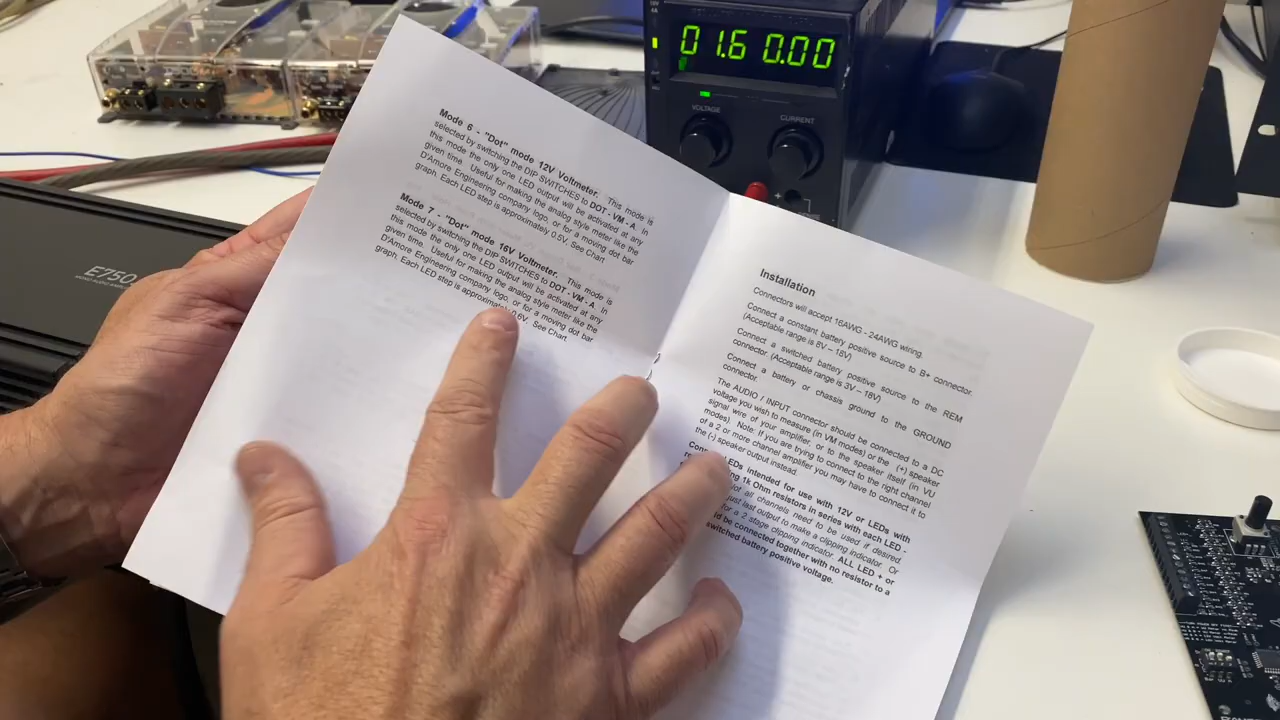 01.6 0.00
VOLTAGE
CURRENT
E750.
Mode 6 - "Dot" mode 12V Voltmeter. This mode is
selected by switching the DIP SWITCHES to DOT - VM - A. In
this mode the only one LED output will be activated at any
given time. Useful for making the analog style meter like the
D'Amore Engineering company logo, or for a moving dot bar
graph. Each LED step is approximately 0.5V. See Chart.
Mode 7 - "Dot" mode 16V Voltmeter. This mode is
selected by switching the DIP SWITCHES to DOT - VM - A. In
this mode the only one LED output will be activated at any
given time. Useful for making the analog style meter like the
D'Amore Engineering company logo, or for a moving dot bar
graph. Each LED step is approximately 0.6V. See Chart.
Installation
Connectors will accept 16AWG - 24AWG wiring.
Connect a constant battery positive source to B+ connector.
(Acceptable range is 8V – 18V)
Connect a switched battery positive source to the REM
connector. (Acceptable range is 3V – 18V)
Connect a battery or chassis ground to the GROUND
connector.
The AUDIO / INPUT connector should be connected to a DC
voltage you wish to measure (in VM modes) or the (+) speaker
signal wire of your amplifier, or to the speaker itself (in VU
modes). Note: If you are trying to connect to the right channel
of a 2 or more channel amplifier you may have to connect it to
the (-) speaker output instead.
LEDs intended for use with 12V or LEDs with
1k Ohm resistors in series with each LED -
all channels need to be used if desired.
just last output to make a clipping indicator. Or
for a 2 stage clipping indicator. ALL LED + or
be connected together with no resistor to a
switched battery positive voltage.